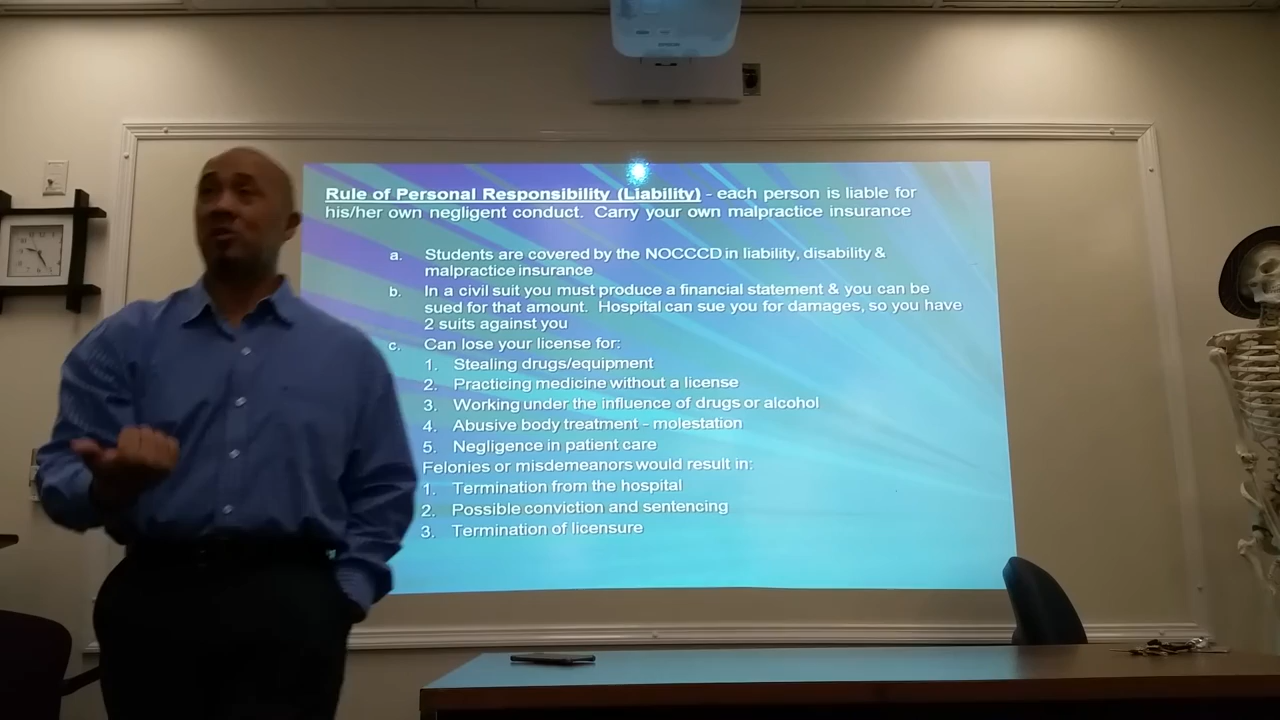 EPSON
Rule of Personal Responsibility (Liability) - each person is liable for
his/her own negligent conduct. Carry your own malpractice insurance
a. Students are covered by the NOCCCD in liability, disability &
malpractice insurance
b. In a civil suit you must produce a financial statement & you can be
sued for that amount. Hospital can sue you for damages, so you have
2 suits against you
c. Can lose your license for:
1. Stealing drugs/equipment
2. Practicing medicine without a license
3. Working under the influence of drugs or alcohol
4. Abusive body treatment - molestation
5. Negligence in patient care
Felonies or misdemeanors would result in:
1. Termination from the hospital
2. Possible conviction and sentencing
3. Termination of licensure